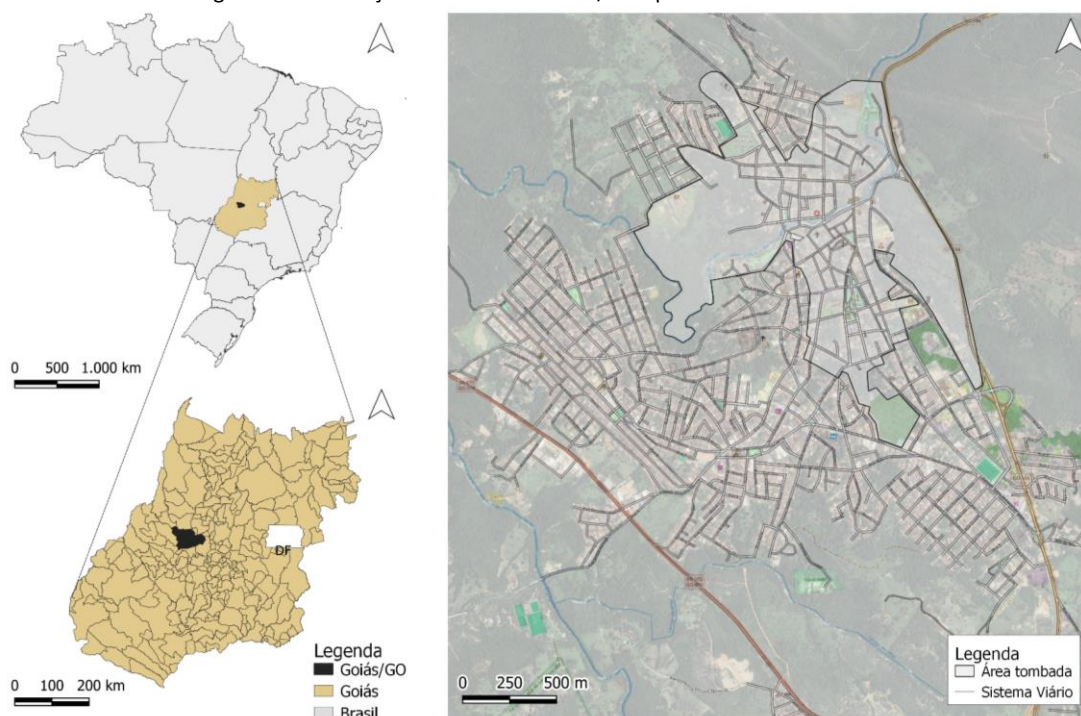 0 500 1.000 km
DF
Legenda
Goiás/GO
Goiás
Brasil
0 100 200 km
0 250 500 m
Legenda
Área tombada
Sistema Viário